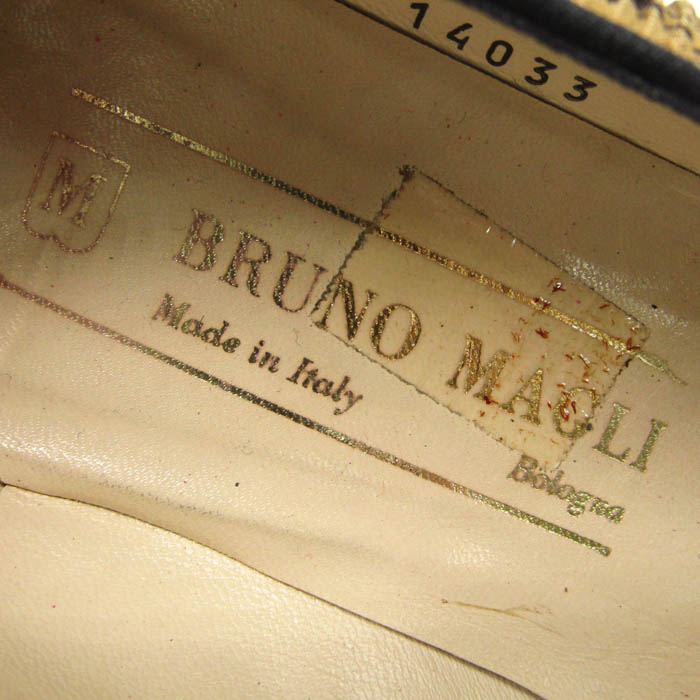 14033
M
BRUNO MAGLI
Made in Italy
Bologna